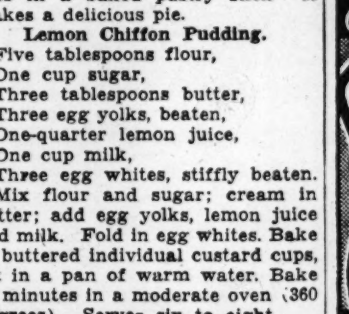 akes a delicious pie.
Lemon Chiffon Pudding.
Five tablespoons flour,
One cup sugar,
Three tablespoons butter,
Three egg yolks, beaten,
One-quarter lemon juice,
One cup milk,
Three egg whites, stiffly beaten.
Mix flour and sugar; cream in
tter; add egg yolks, lemon juice
d milk. Fold in egg whites. Bake
buttered individual custard cups,
in a pan of warm water. Bake
minutes in a moderate oven (360